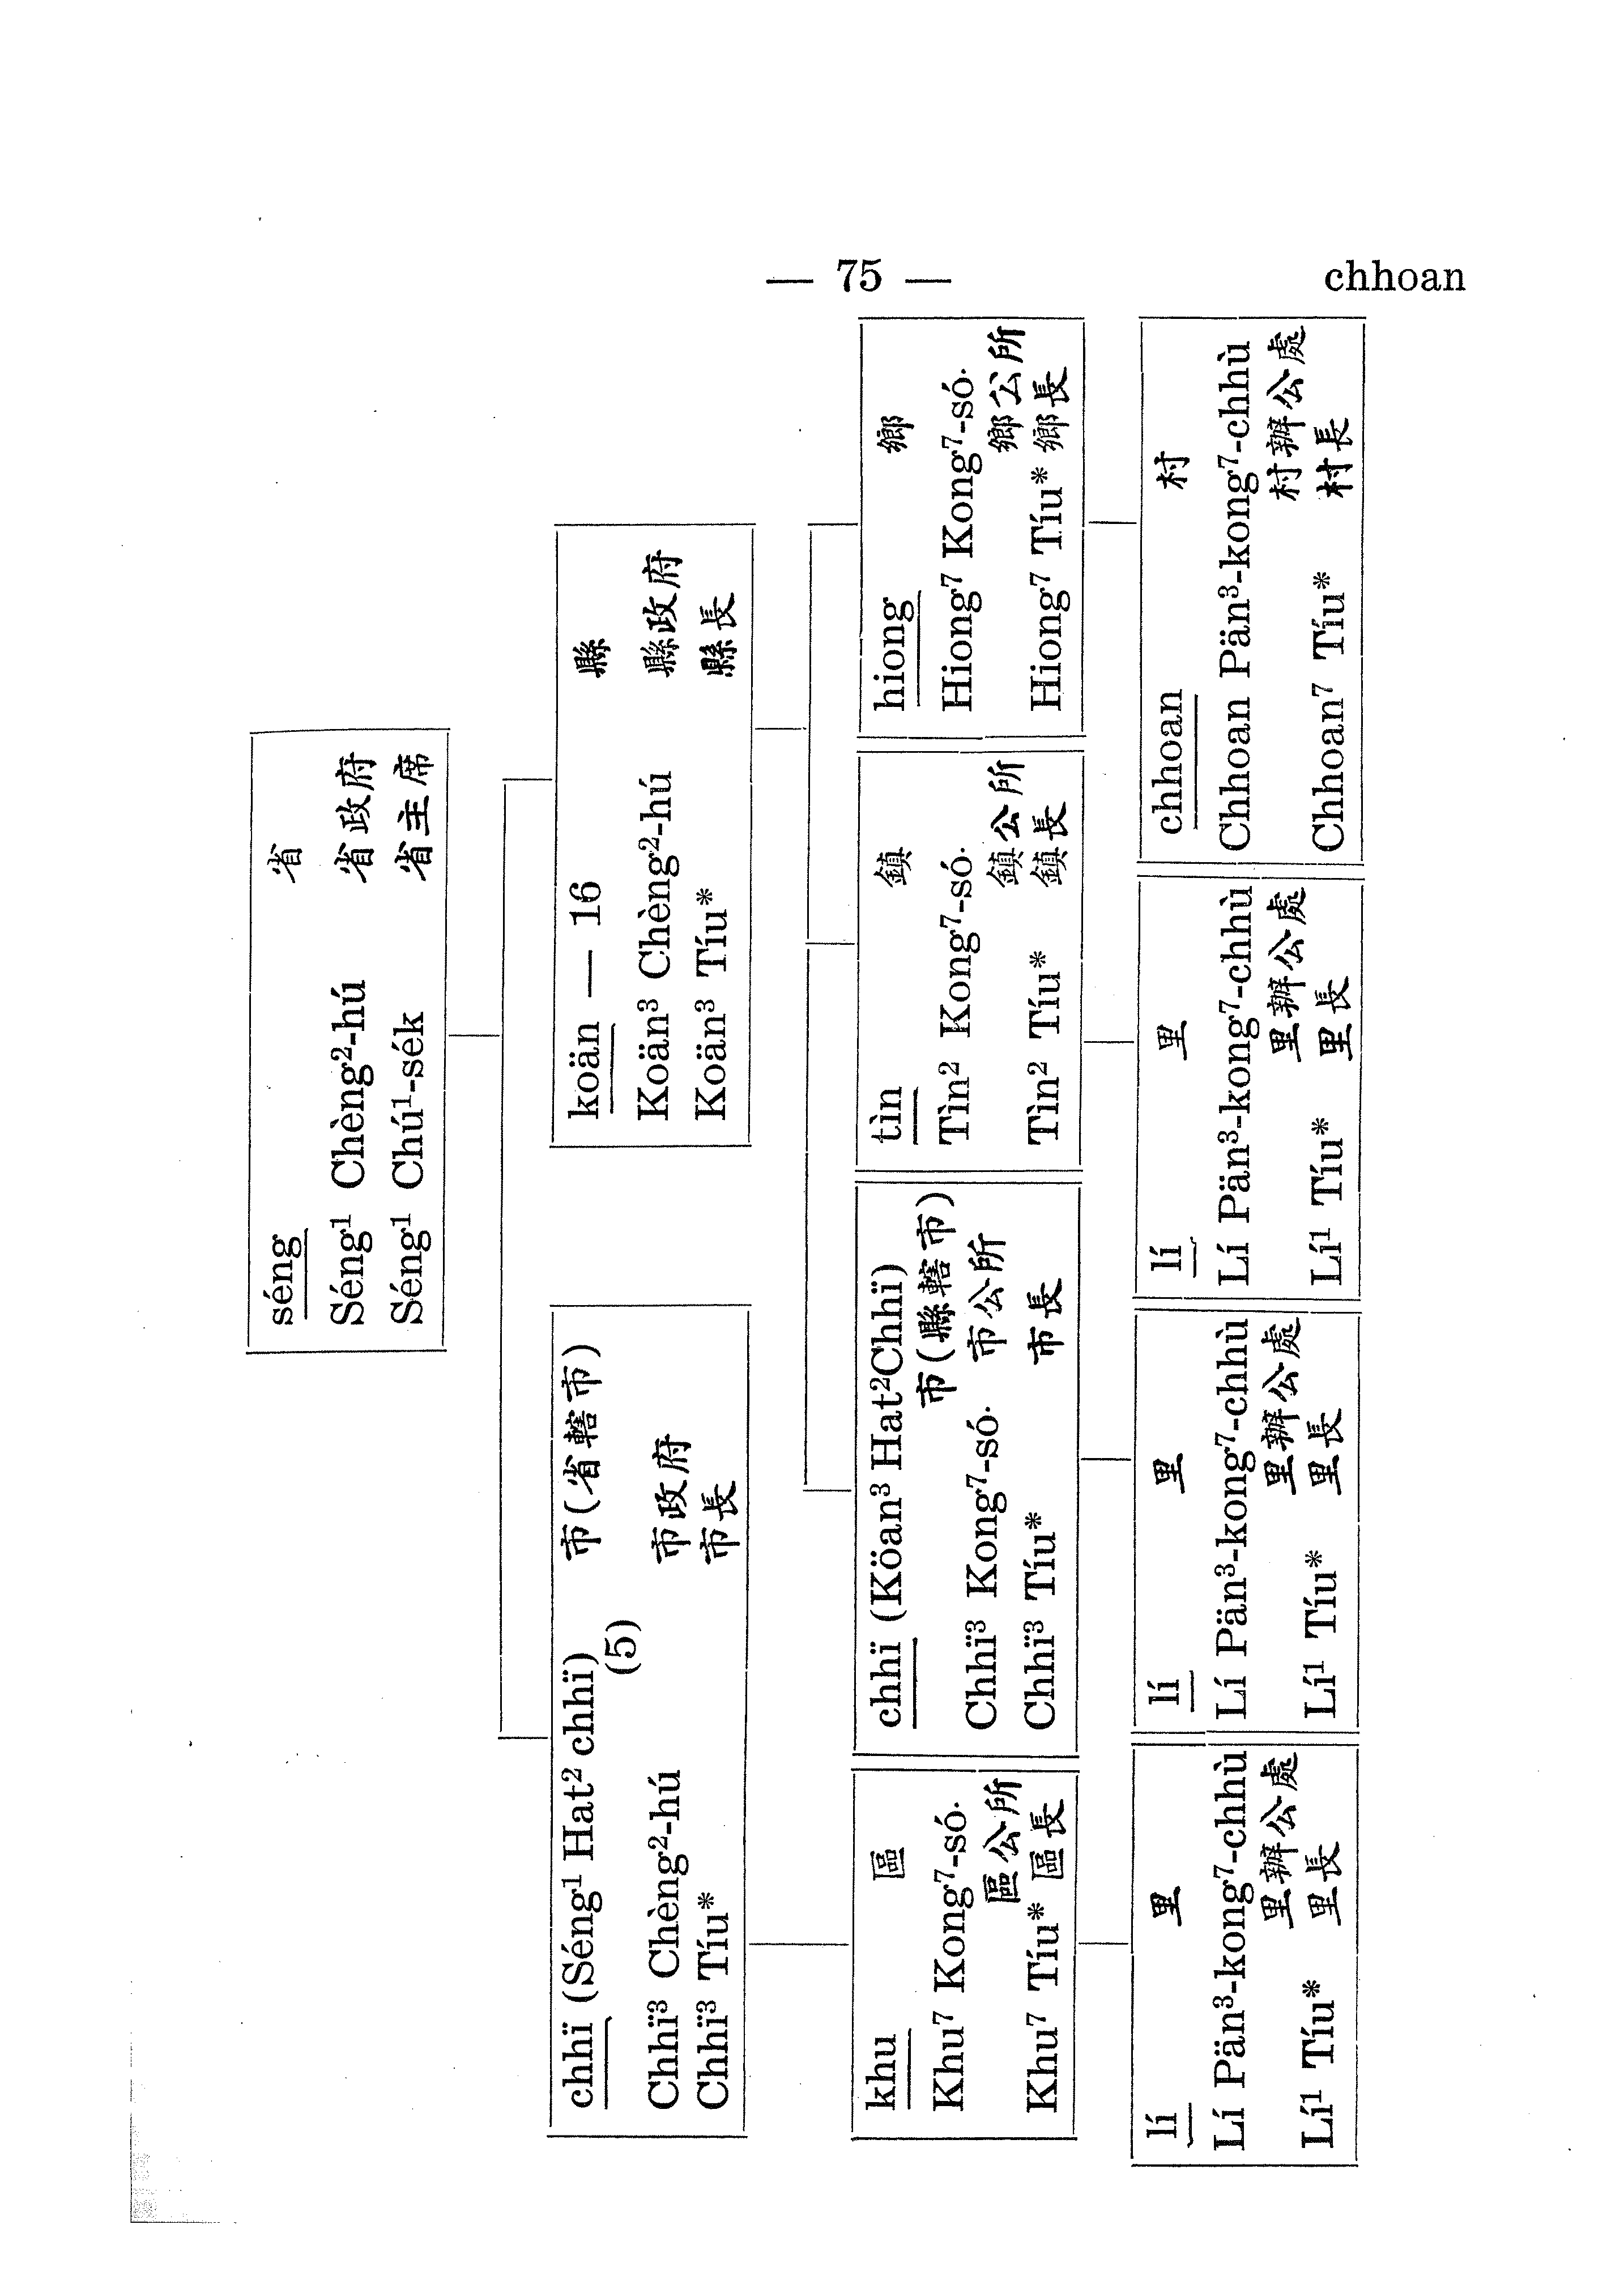 — 75 —
chhoan
séng 省
Séng¹ Chèng²-hú 省政府
Séng¹ Chú¹-sék 省主席
chhï (Séng¹ Hat² chhï) 市(省轄市)
(5)
Chhï³ Chèng²-hú 市政府
Chhï³ Tíu* 市長
koän — 16 縣
Koän³ Chèng²-hú 縣政府
Koän³ Tíu* 縣長
khu 區
Khu⁷ Kong⁷-só·
區公所
Khu⁷ Tíu* 區長
chhï (Köan³ Hat²Chhï)
市(縣轄市)
Chhï³ Kong⁷-só· 市公所
Chhï³ Tíu* 市長
tìn 鎮
Tìn² Kong⁷-só·
鎮公所
Tìn² Tíu* 鎮長
hiong 鄉
Hiong⁷ Kong⁷-só·
鄉公所
Hiong⁷ Tíu* 鄉長
lí 里
Lí Pän³-kong⁷-chhù
里辦公處
Lí¹ Tíu* 里長
lí 里
Lí Pän³-kong⁷-chhù
里辦公處
Lí¹ Tíu* 里長
lí 里
Lí Pän³-kong⁷-chhù
里辦公處
Lí¹ Tíu* 里長
chhoan 村
Chhoan Pän³-kong⁷-chhù
村辦公處
Chhoan⁷ Tíu* 村長